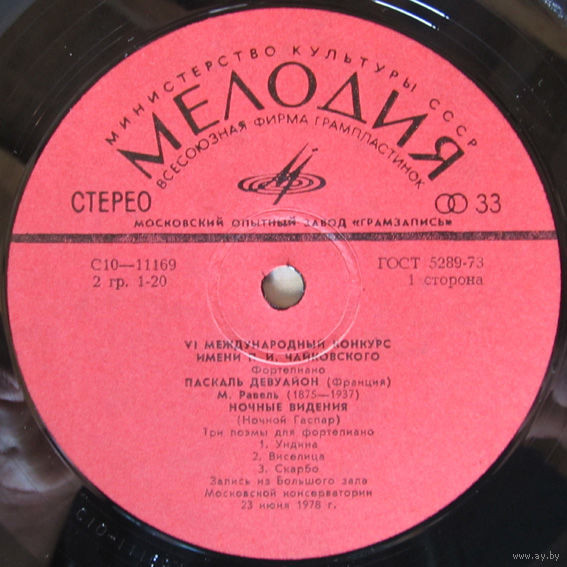 МИНИСТЕРСТВО КУЛЬТУРЫ СССР
МЕЛОДИЯ
ВСЕСОЮЗНАЯ ФИРМА ГРАМПЛАСТИНОК
СТЕРЕО 33
МОСКОВСКИЙ ОПЫТНЫЙ ЗАВОД «ГРАМЗАПИСЬ»
С10—11169 ГОСТ 5289-73
2 гр. 1-20 1 сторона
VI МЕЖДУНАРОДНЫЙ КОНКУРС
ИМЕНИ П. И. ЧАЙКОВСКОГО
Фортепиано
ПАСКАЛЬ ДЕВУАЙОН (Франция)
М. Равель (1875—1937)
НОЧНЫЕ ВИДЕНИЯ
(Ночной Гаспар)
Три поэмы для фортепиано
1. Ундина
2. Виселица
3. Скарбо
Запись из Большого зала
Московской консерватории
23 июня 1978 г.
www.ay.by